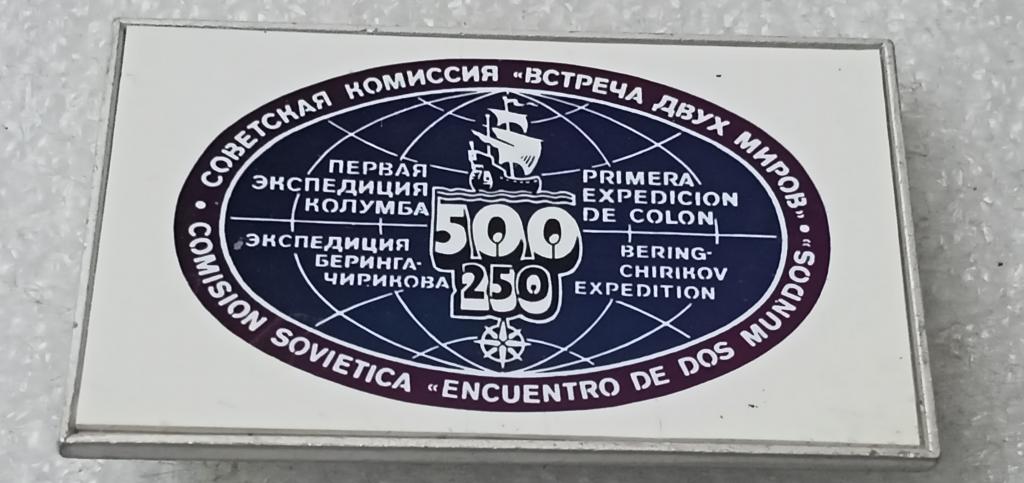 СОВЕТСКАЯ КОМИССИЯ «ВСТРЕЧА ДВУХ МИРОВ»
ПЕРВАЯ
ЭКСПЕДИЦИЯ
КОЛУМБА
PRIMERA
EXPEDICION
DE COLON
500
250
ЭКСПЕДИЦИЯ
БЕРИНГА-
ЧИРИКОВА
BERING-
CHIRIKOV
EXPEDITION
COMISION SOVIETICA «ENCUENTRO DE DOS MUNDOS»